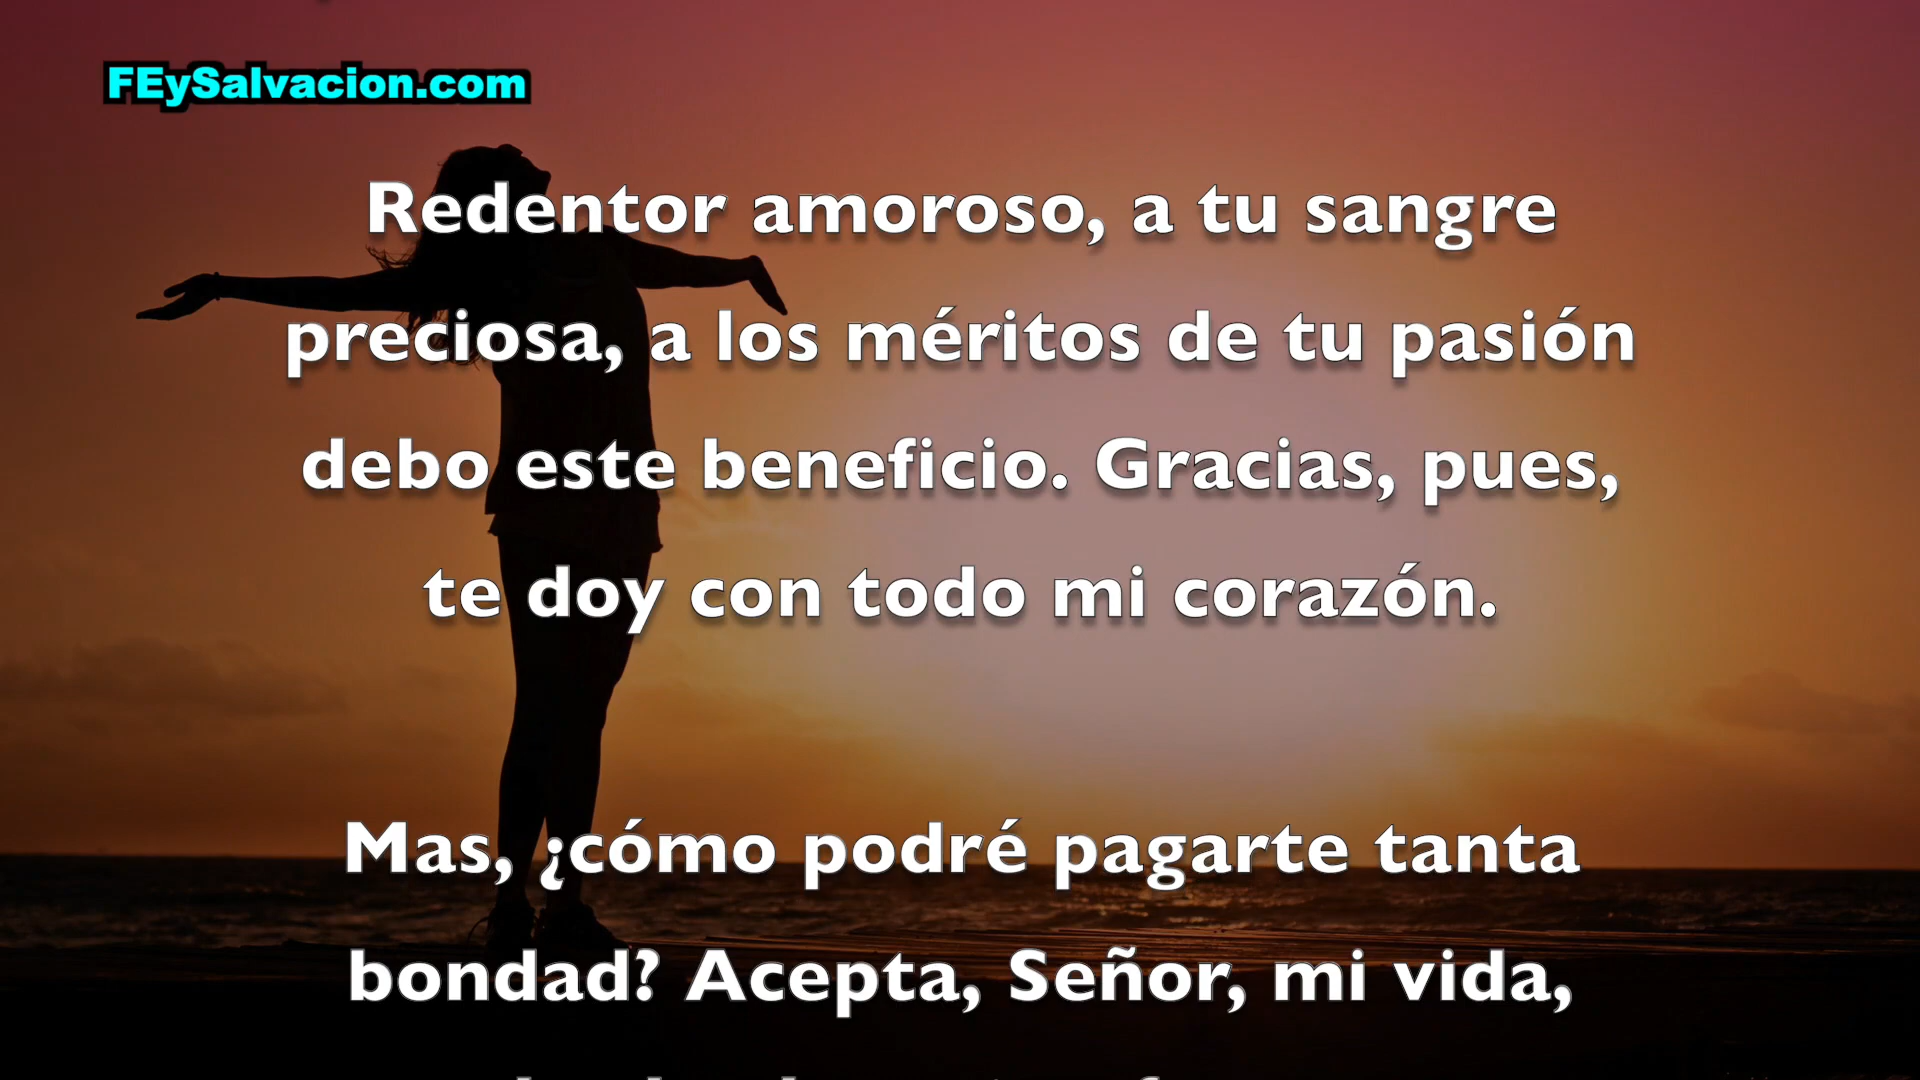 FEySalvacion.com
Redentor amoroso, a tu sangre
preciosa, a los méritos de tu pasión
debo este beneficio. Gracias, pues,
te doy con todo mi corazón.
Mas, ¿cómo podré pagarte tanta
bondad? Acepta, Señor, mi vida,